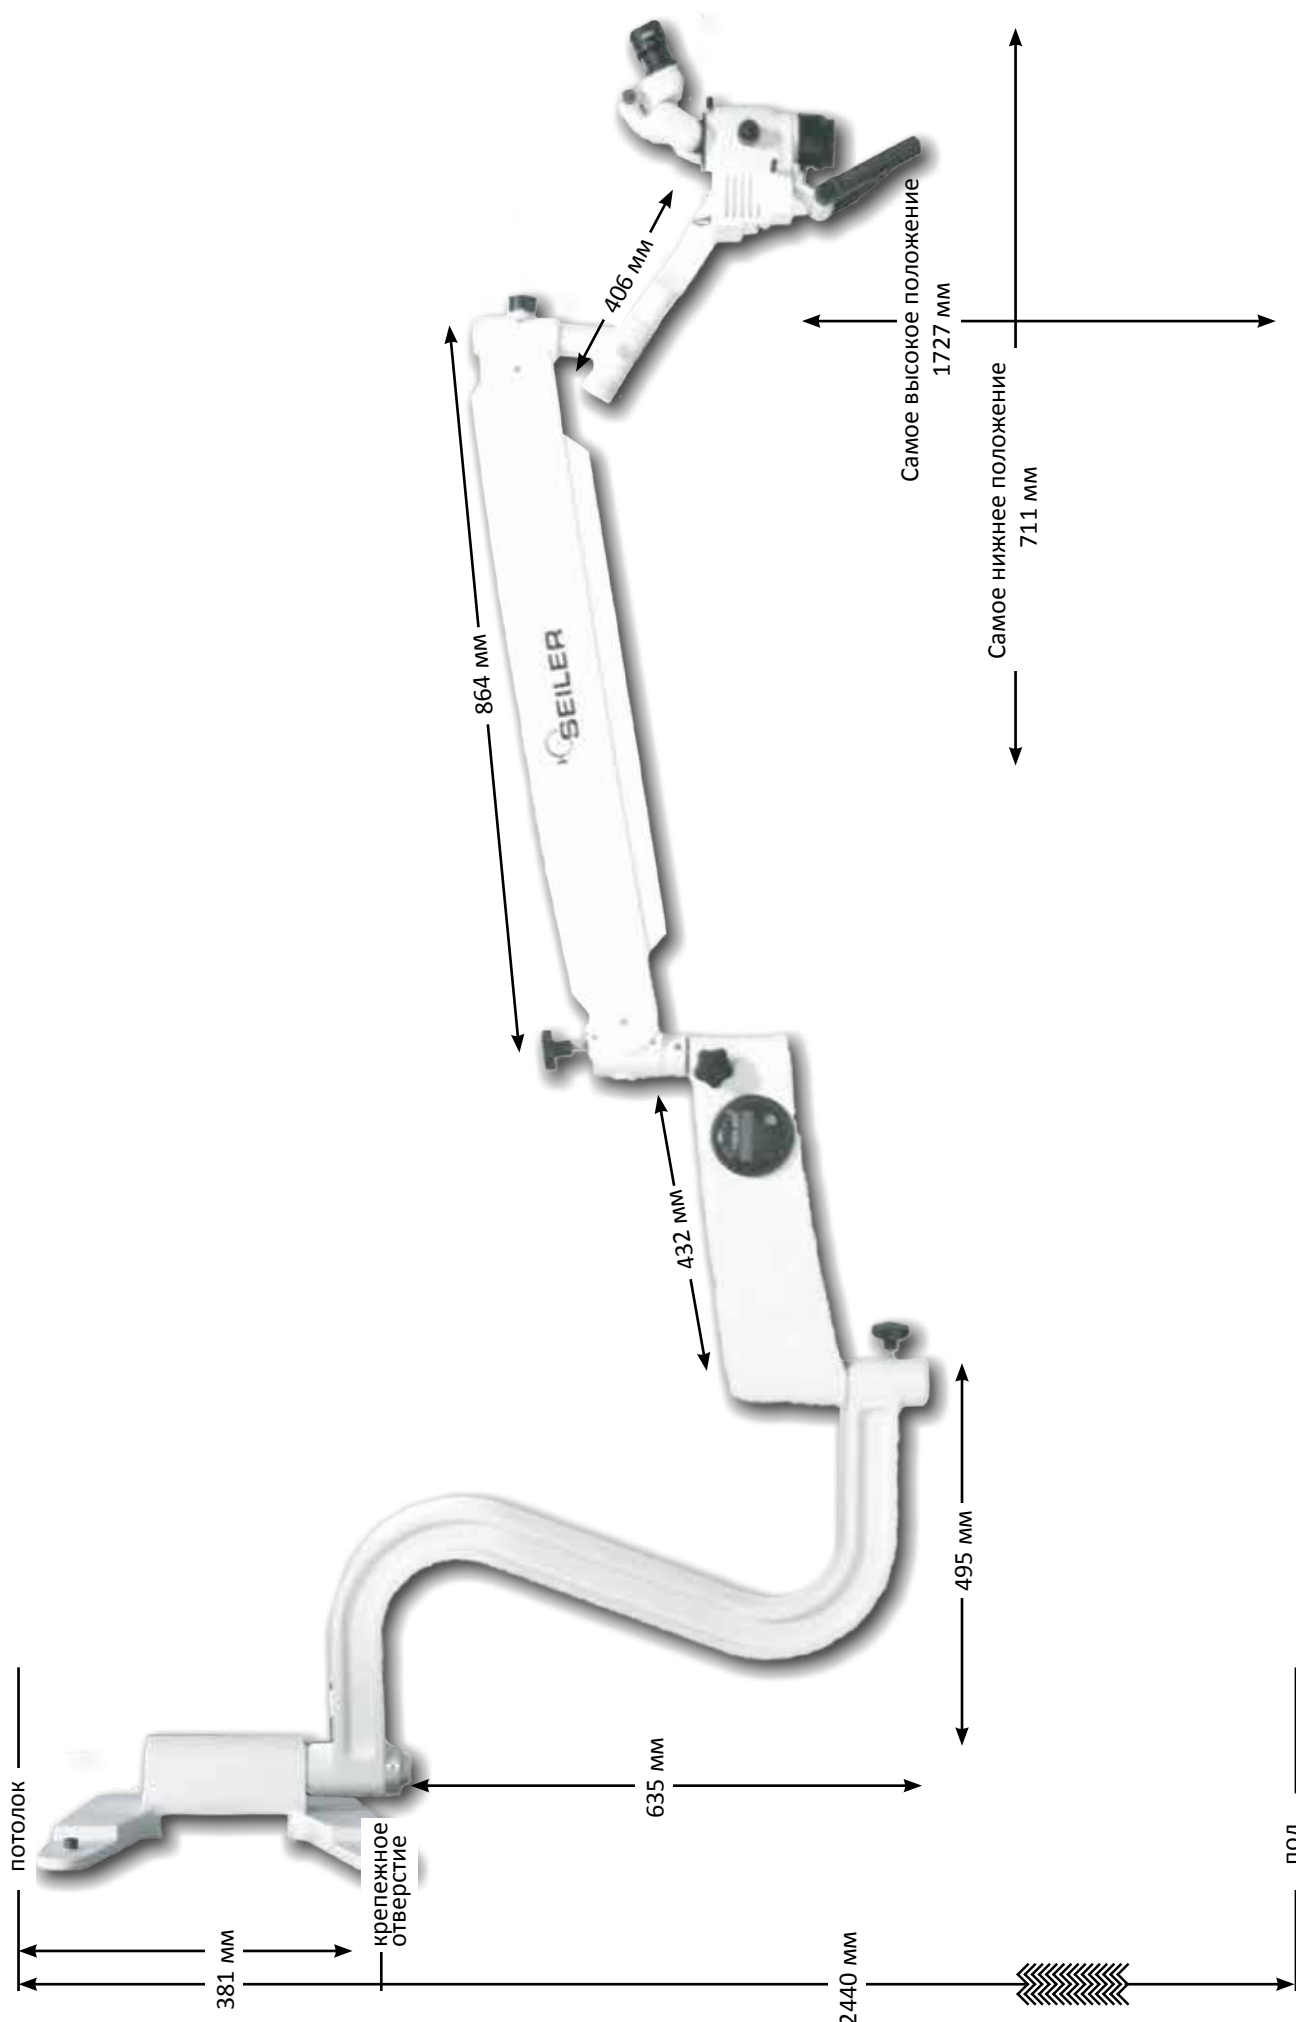 потолок
381 мм
крепежное
отверстие
2440 мм
пол
635 мм
495 мм
432 мм
864 мм
SEILER
406 мм
Самое высокое положение
1727 мм
Самое нижнее положение
711 мм